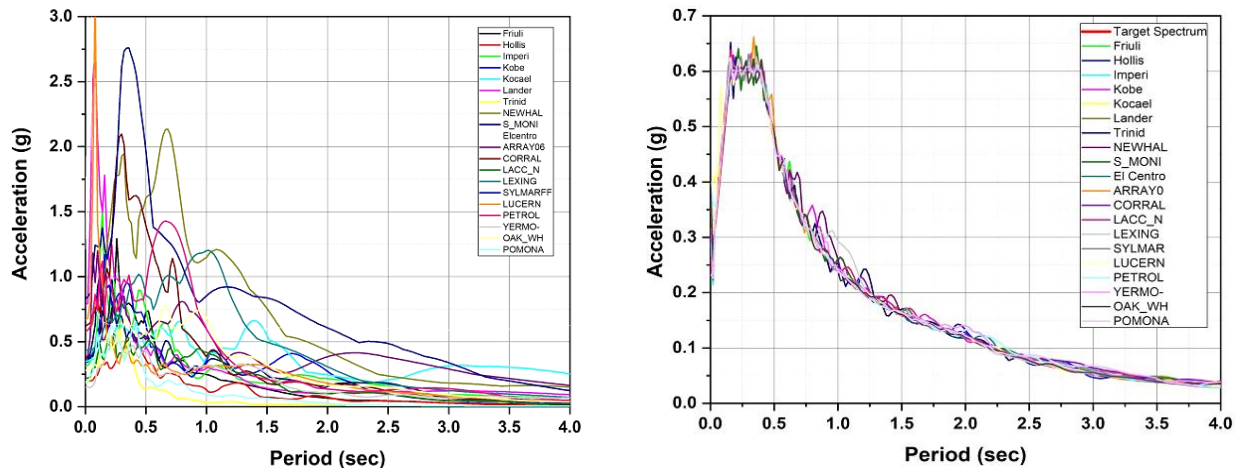 3.0
2.5
2.0
1.5
1.0
0.5
0.0
Acceleration (g)
0.0 0.5 1.0 1.5 2.0 2.5 3.0 3.5 4.0
Period (sec)
Friuli
Hollis
Imperi
Kobe
Kocael
Lander
Trinid
NEWHAL
S_MONI
Elcentro
ARRAY06
CORRAL
LACC_N
LEXING
SYLMARFF
LUCERN
PETROL
YERMO-
OAK_WH
POMONA
0.7
0.6
0.5
0.4
0.3
0.2
0.1
0.0
Acceleration (g)
0.0 0.5 1.0 1.5 2.0 2.5 3.0 3.5 4.0
Period (sec)
Target Spectrum
Friuli
Hollis
Imperi
Kobe
Kocael
Lander
Trinid
NEWHAL
S_MONI
El Centro
ARRAY0
CORRAL
LACC_N
LEXING
SYLMAR
LUCERN
PETROL
YERMO-
OAK_WH
POMONA